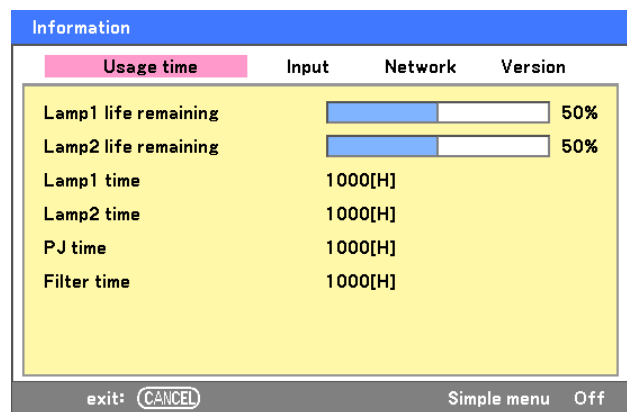 Information
Usage time Input Network Version
Lamp1 life remaining 50%
Lamp2 life remaining 50%
Lamp1 time 1000[H]
Lamp2 time 1000[H]
PJ time 1000[H]
Filter time 1000[H]
exit: CANCEL Simple menu Off